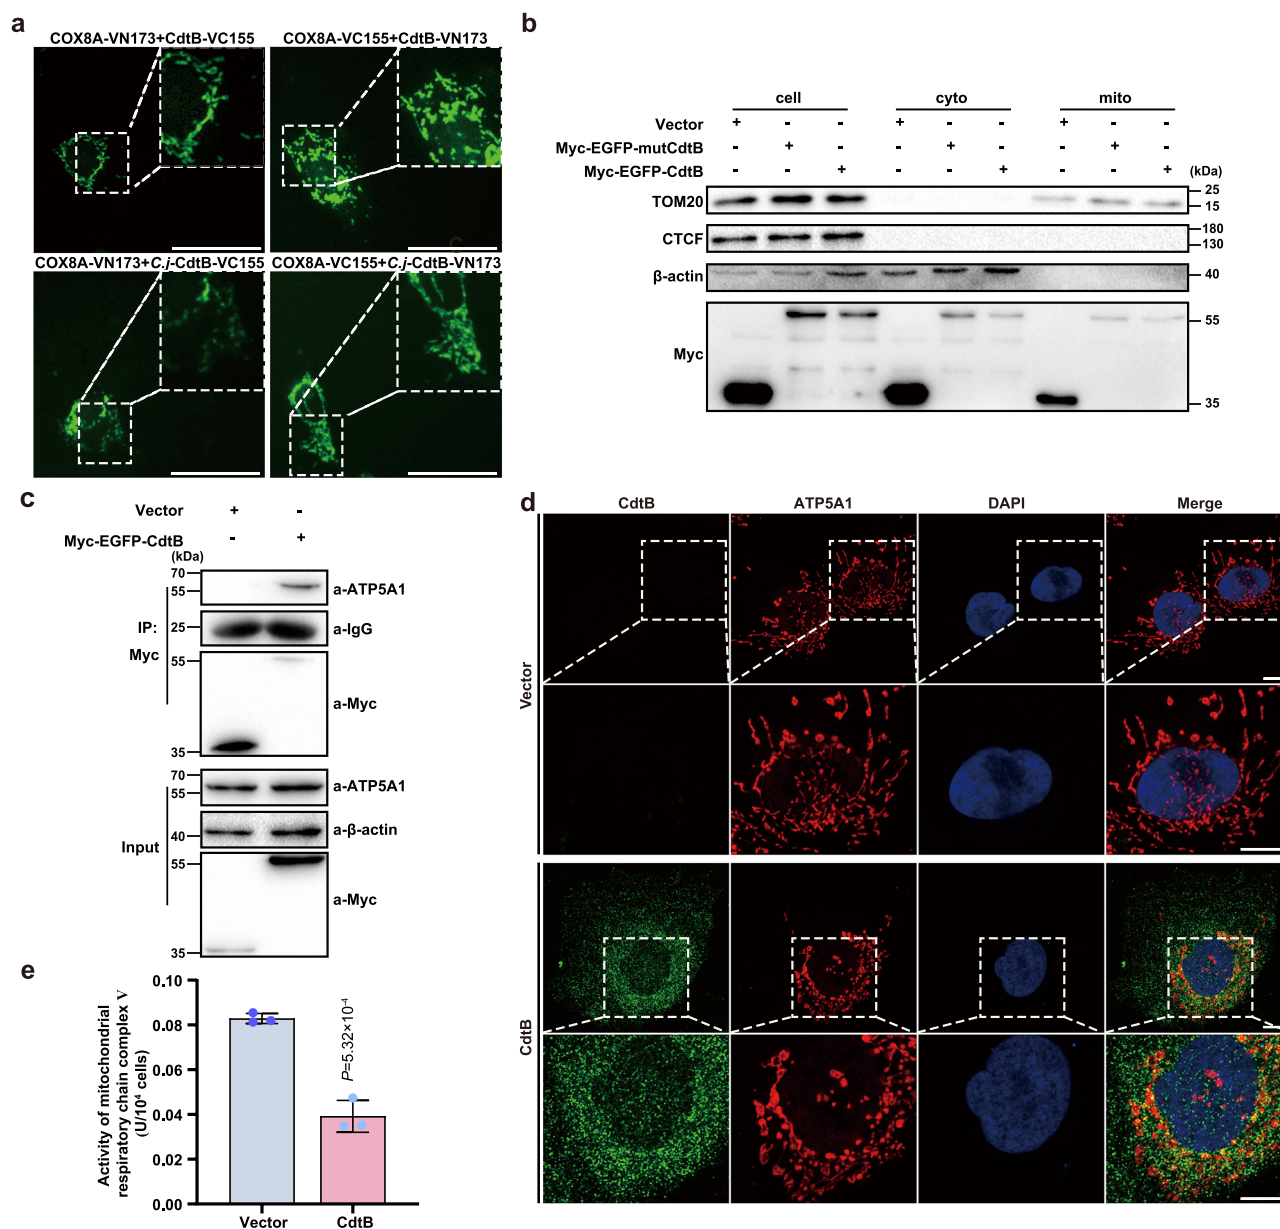 a
COX8A-VN173+CdtB-VC155
COX8A-VC155+CdtB-VN173
COX8A-VN173+C.j-CdtB-VC155
COX8A-VC155+C.j-CdtB-VN173
b
cell cyto mito
Vector + - - + - - + - -
Myc-EGFP-mutCdtB - + - - + - - + -
Myc-EGFP-CdtB - - + - - + - - + (kDa)
TOM20 25 15
CTCF 180 130
β-actin 40
Myc 55 35
c
Vector + -
Myc-EGFP-CdtB - +
(kDa)
IP: Myc
70 55 a-ATP5A1
25 a-IgG
55 35 a-Myc
Input
70 55 a-ATP5A1
40 a-β-actin
55 35 a-Myc
d
CdtB ATP5A1 DAPI Merge
Vector
CdtB
e
Activity of mitochondrial
respiratory chain complex V
(U/10⁴ cells)
0.10
0.08
0.06
0.04
0.02
0.00
P=5.32×10⁻⁴
Vector CdtB